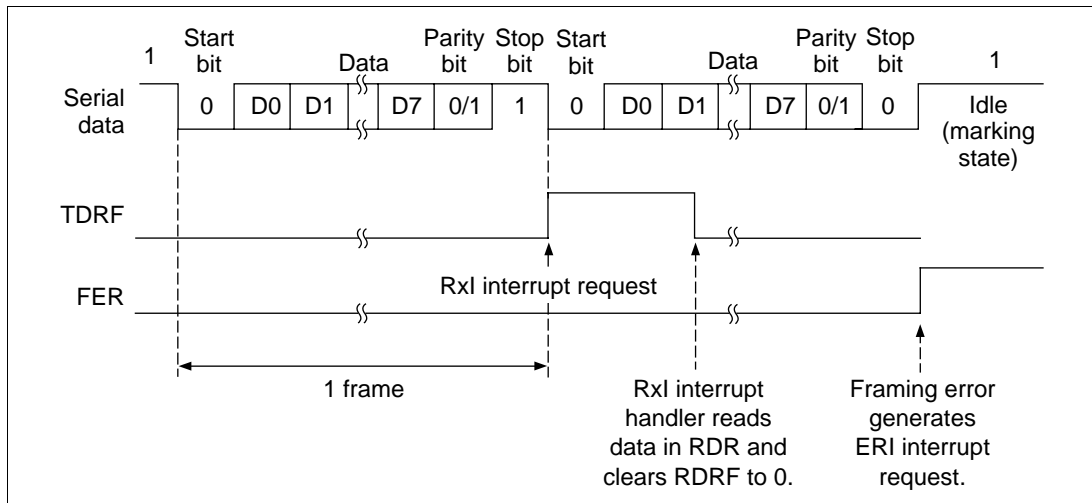 1
Start
bit
Data
Parity
bit
Stop
bit
Start
bit
Data
Parity
bit
Stop
bit
1
Serial
data
0 D0 D1 D7 0/1 1 0 D0 D1 D7 0/1 0
Idle
(marking
state)
TDRF
RxI interrupt request
FER
1 frame
RxI interrupt
handler reads
data in RDR and
clears RDRF to 0.
Framing error
generates
ERI interrupt
request.